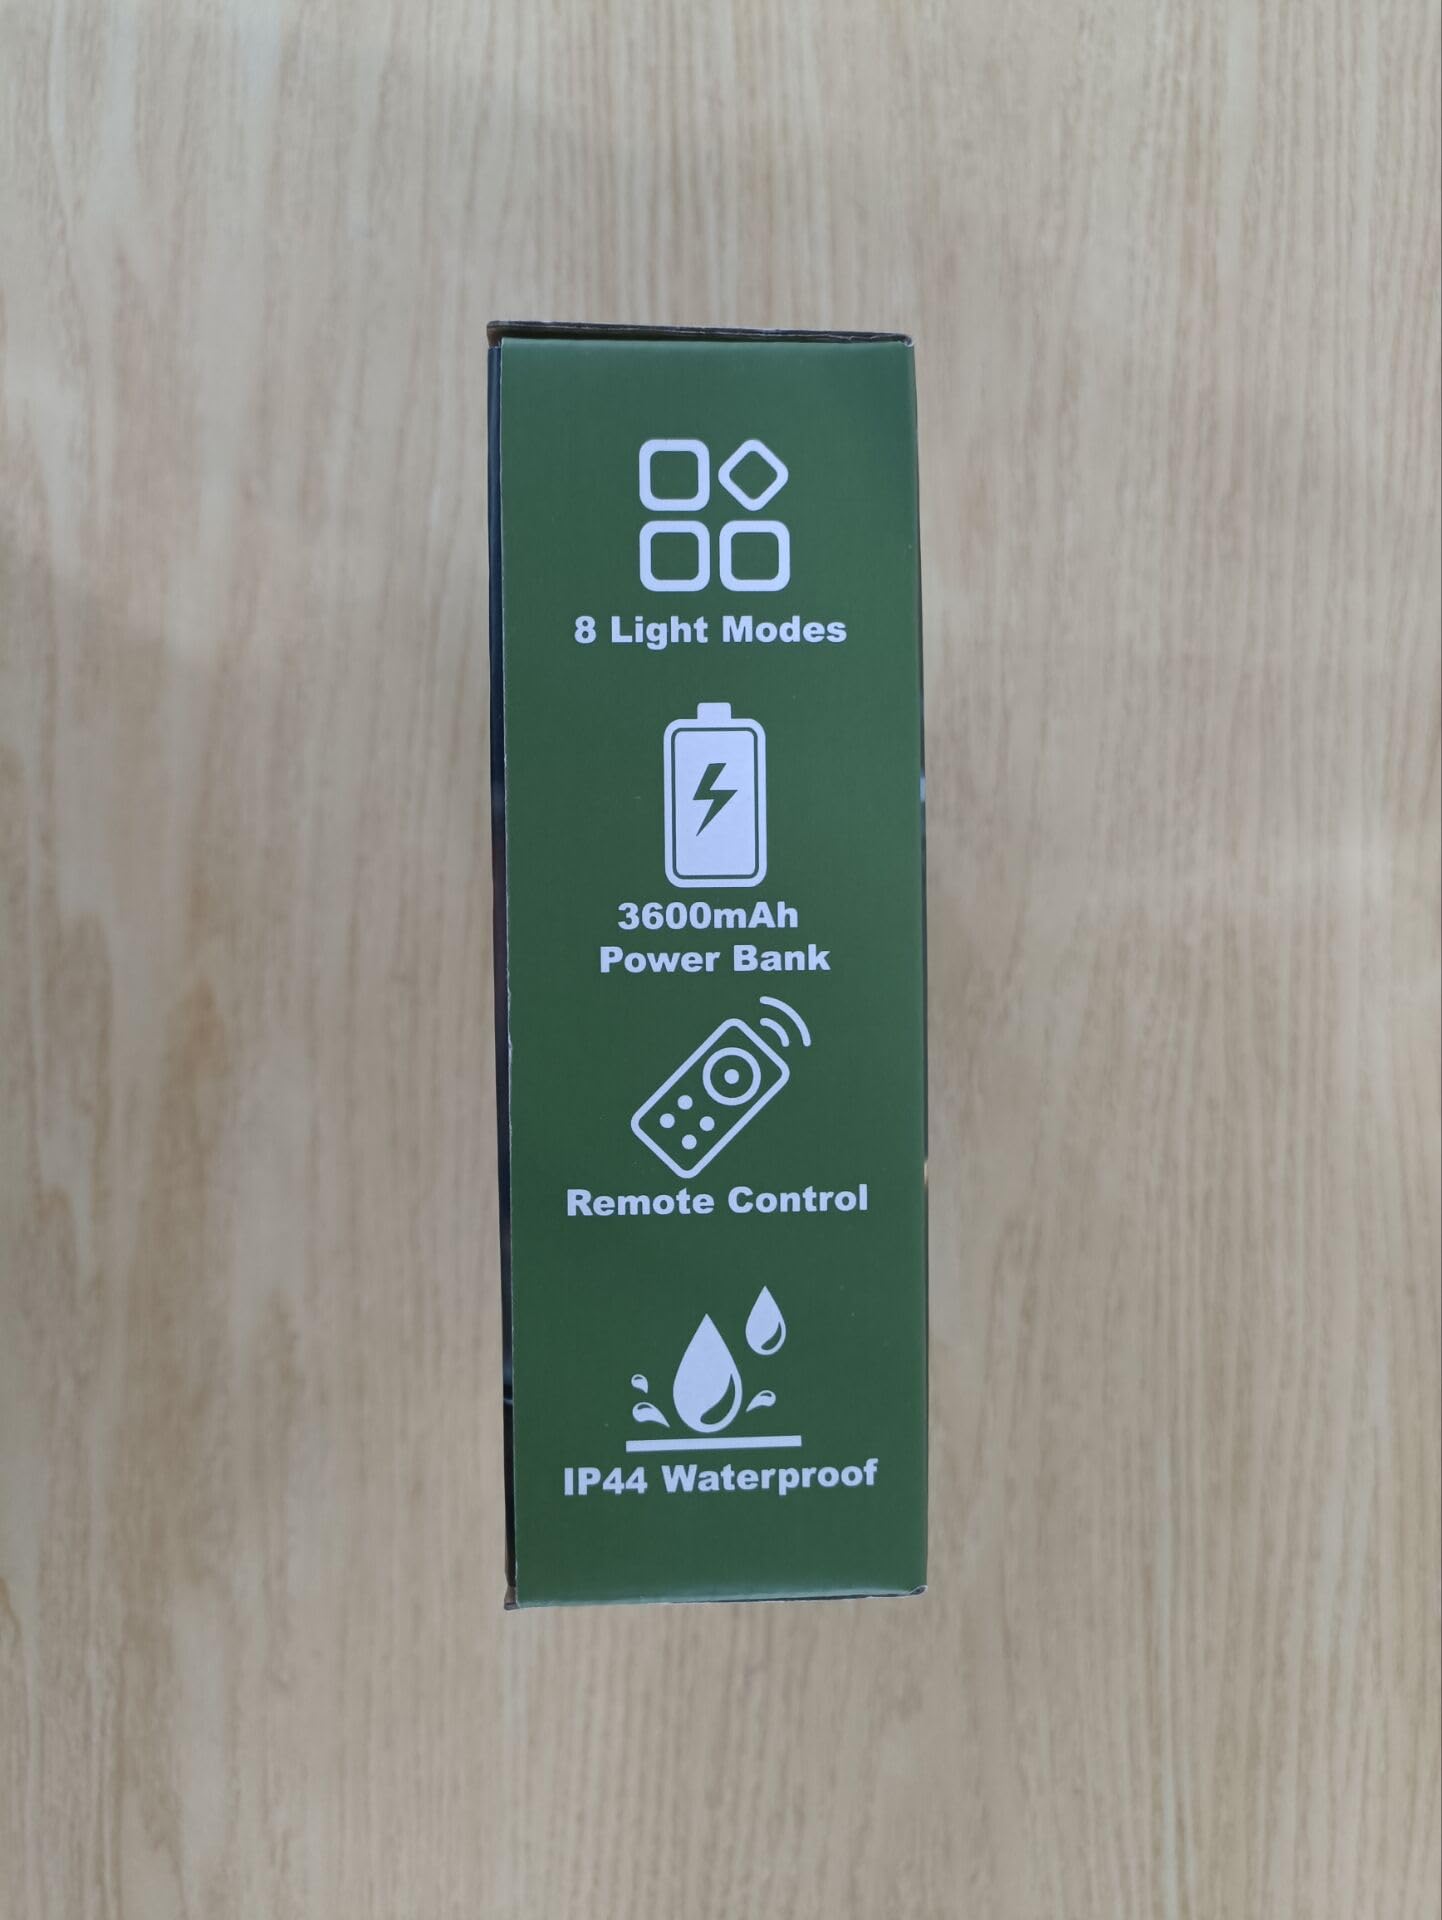 8 Light Modes
3600mAh
Power Bank
Remote Control
IP44 Waterproof